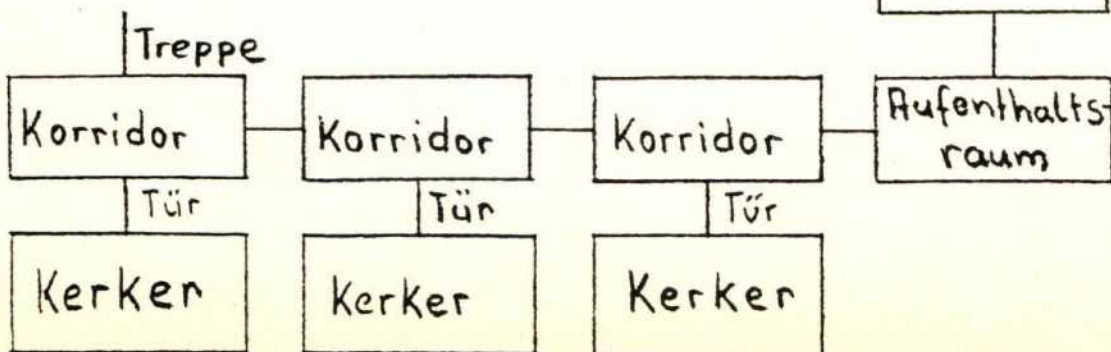 Treppe
Korridor
Korridor
Korridor
Aufenthalts-
raum
Tür
Tür
Tür
Kerker
Kerker
Kerker